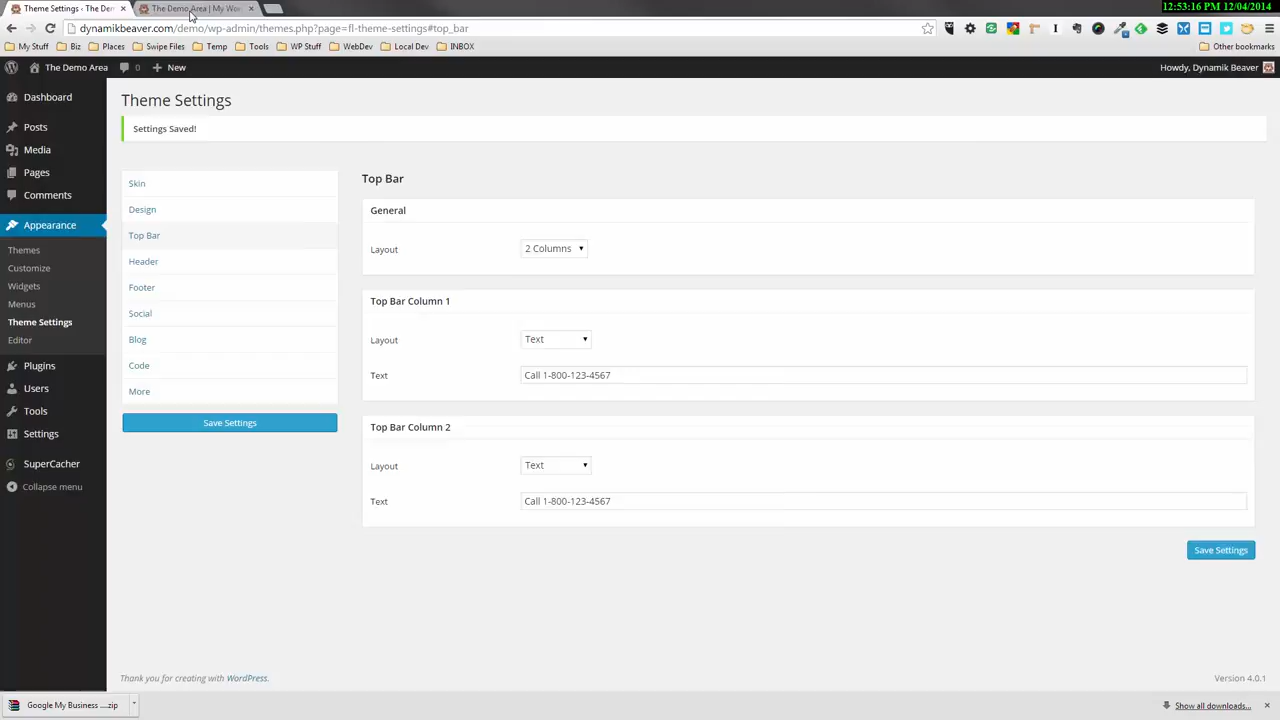 Theme Settings ‹ The De
The Demo Area | My Wo
12:53:16 PM 12/04/2014
dynamikbeaver.com/demo/wp-admin/themes.php?page=fl-theme-settings#top_bar
My Stuff Biz Places Swipe Files Temp Tools WP Stuff WebDev Local Dev INBOX Other bookmarks
The Demo Area 0 New Howdy, Dynamik Beaver
Dashboard
Posts
Media
Pages
Comments
Appearance
Themes
Customize
Widgets
Menus
Theme Settings
Editor
Plugins
Users
Tools
Settings
SuperCacher
Collapse menu
Theme Settings
Settings Saved!
Skin
Design
Top Bar
Header
Footer
Social
Blog
Code
More
Save Settings
Top Bar
General
Layout 2 Columns
Top Bar Column 1
Layout Text
Text Call 1-800-123-4567
Top Bar Column 2
Layout Text
Text Call 1-800-123-4567
Save Settings
Thank you for creating with WordPress.
Version 4.0.1
Google My Business ....zip
Show all downloads...